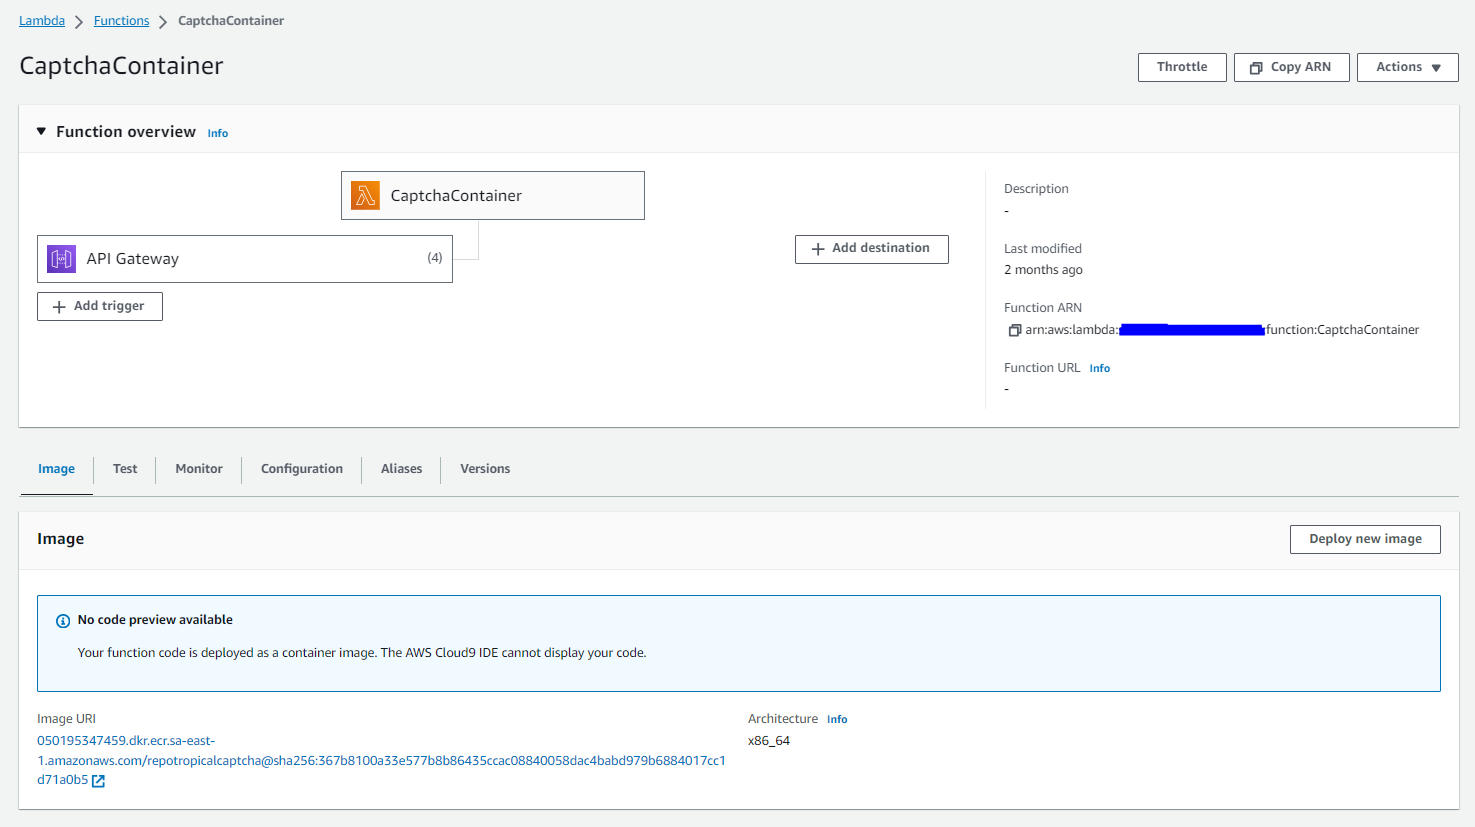 Lambda > Functions > CaptchaContainer
CaptchaContainer
Throttle
Copy ARN
Actions
Function overview Info
CaptchaContainer
API Gateway (4)
Add trigger
Add destination
Description
-
Last modified
2 months ago
Function ARN
arn:aws:lambda: :function:CaptchaContainer
Function URL Info
-
Image
Test
Monitor
Configuration
Aliases
Versions
Image
Deploy new image
No code preview available
Your function code is deployed as a container image. The AWS Cloud9 IDE cannot display your code.
Image URI
050195347459.dkr.ecr.sa-east-
1.amazonaws.com/repotropicalcaptcha@sha256:367b8100a33e577b8b86435ccac08840058dac4babd979b6884017cc1
d71a0b5
Architecture Info
x86_64